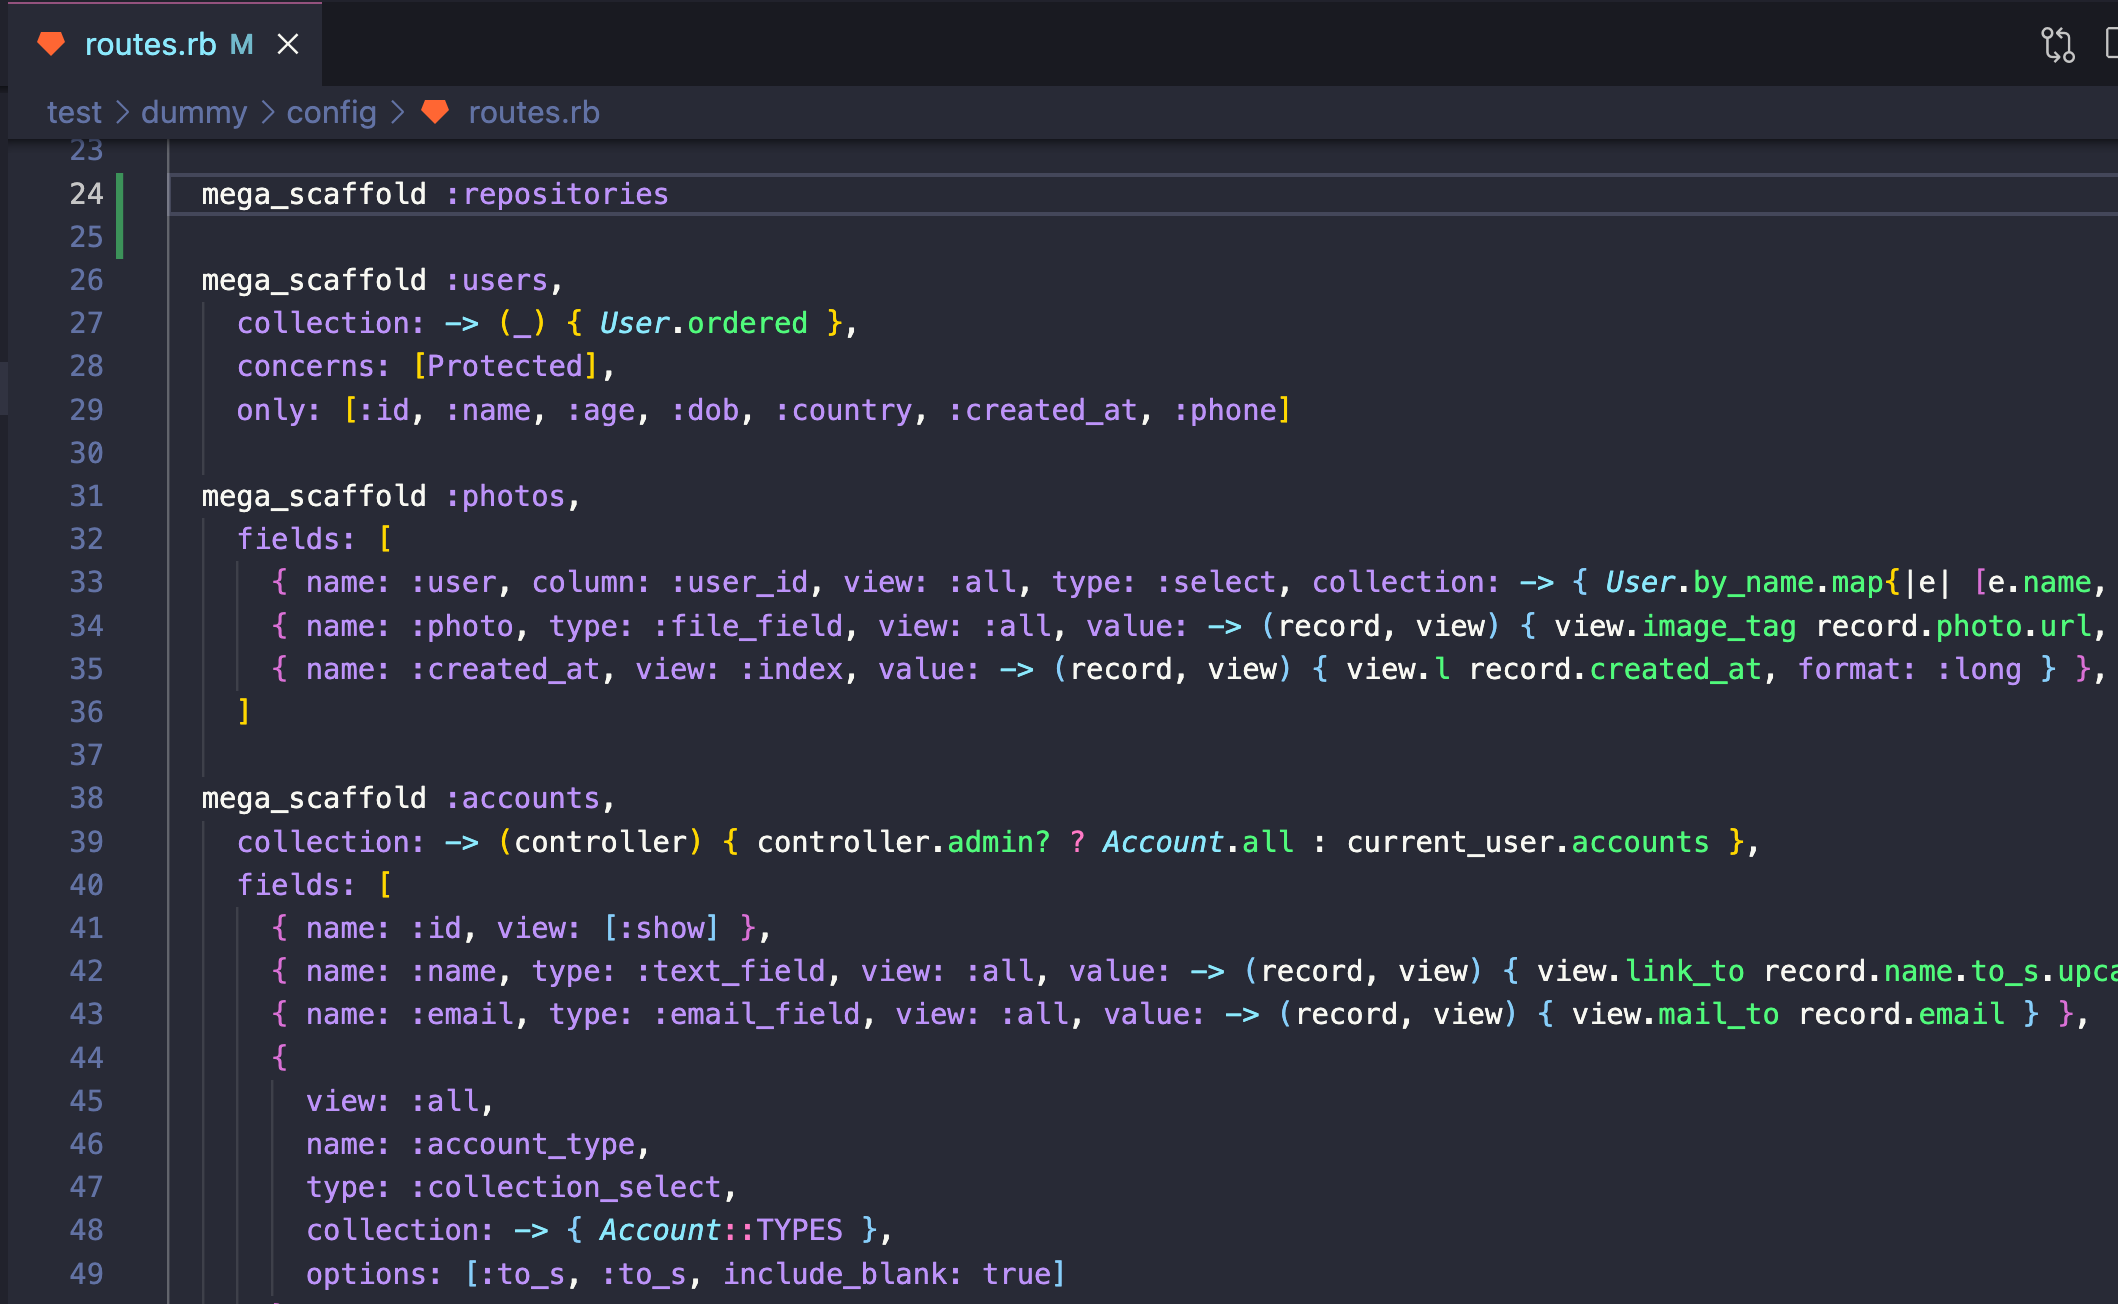 routes.rb M
test > dummy > config > routes.rb
23
24 mega_scaffold :repositories
25
26 mega_scaffold :users,
27 collection: -> (_) { User.ordered },
28 concerns: [Protected],
29 only: [:id, :name, :age, :dob, :country, :created_at, :phone]
30
31 mega_scaffold :photos,
32 fields: [
33 { name: :user, column: :user_id, view: :all, type: :select, collection: -> { User.by_name.map{|e| [e.name,
34 { name: :photo, type: :file_field, view: :all, value: -> (record, view) { view.image_tag record.photo.url,
35 { name: :created_at, view: :index, value: -> (record, view) { view.l record.created_at, format: :long } },
36 ]
37
38 mega_scaffold :accounts,
39 collection: -> (controller) { controller.admin? ? Account.all : current_user.accounts },
40 fields: [
41 { name: :id, view: [:show] },
42 { name: :name, type: :text_field, view: :all, value: -> (record, view) { view.link_to record.name.to_s.upca
43 { name: :email, type: :email_field, view: :all, value: -> (record, view) { view.mail_to record.email } },
44 {
45 view: :all,
46 name: :account_type,
47 type: :collection_select,
48 collection: -> { Account::TYPES },
49 options: [:to_s, :to_s, include_blank: true]